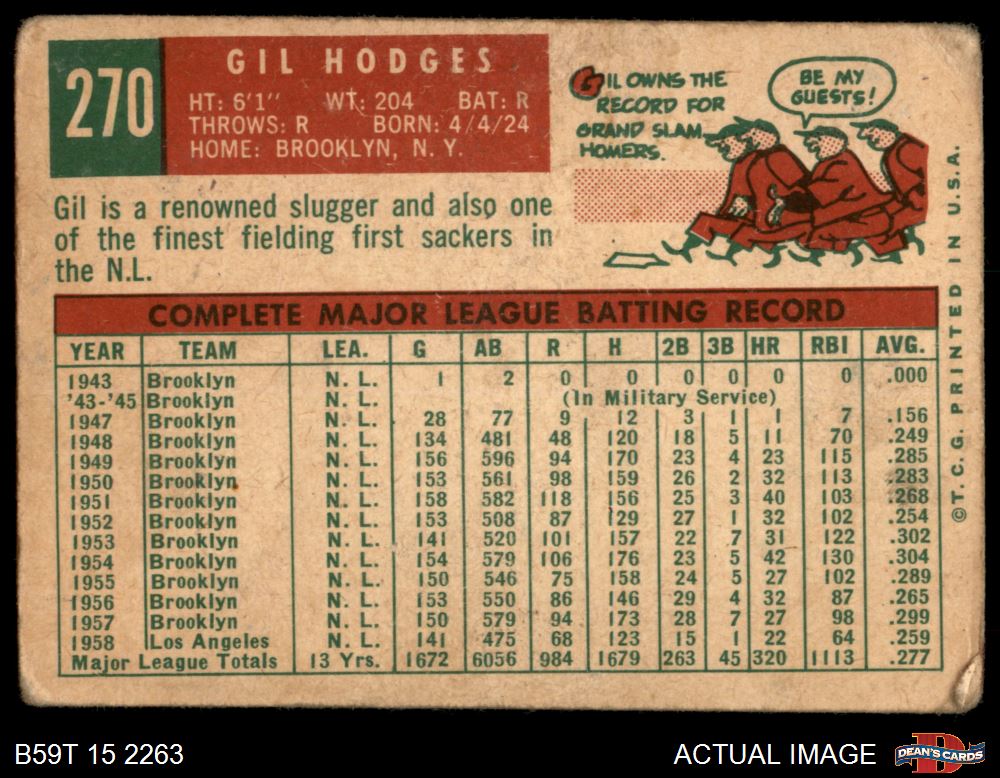 270
GIL HODGES
HT: 6'1" WT: 204 BAT: R
THROWS: R BORN: 4/4/24
HOME: BROOKLYN, N. Y.
GIL OWNS THE
RECORD FOR
GRAND SLAM
HOMERS.
BE MY
GUESTS!
Gil is a renowned slugger and also one
of the finest fielding first sackers in
the N.L.
COMPLETE MAJOR LEAGUE BATTING RECORD
YEAR TEAM LEA. G AB R H 2B 3B HR RBI AVG.
1943 Brooklyn N. L. 1 2 0 0 0 0 0 0 .000
'43-'45 Brooklyn N. L. (In Military Service)
1947 Brooklyn N. L. 28 77 9 12 3 1 1 7 .156
1948 Brooklyn N. L. 134 481 48 120 18 5 11 70 .249
1949 Brooklyn N. L. 156 596 94 170 23 4 23 115 .285
1950 Brooklyn N. L. 153 561 98 159 26 2 32 113 .283
1951 Brooklyn N. L. 158 582 118 156 25 3 40 103 .268
1952 Brooklyn N. L. 153 508 87 129 27 1 32 102 .254
1953 Brooklyn N. L. 141 520 101 157 22 7 31 122 .302
1954 Brooklyn N. L. 154 579 106 176 23 5 42 130 .304
1955 Brooklyn N. L. 150 546 75 158 24 5 27 102 .289
1956 Brooklyn N. L. 153 550 86 146 29 4 32 87 .265
1957 Brooklyn N. L. 150 579 94 173 28 7 27 98 .299
1958 Los Angeles N. L. 141 475 68 123 15 1 22 64 .259
Major League Totals 13 Yrs. 1672 6056 984 1679 263 45 320 1113 .277
©T. C. G. PRINTED IN U.S.A.
B59T 15 2263
ACTUAL IMAGE
D
DEAN'S CARDS